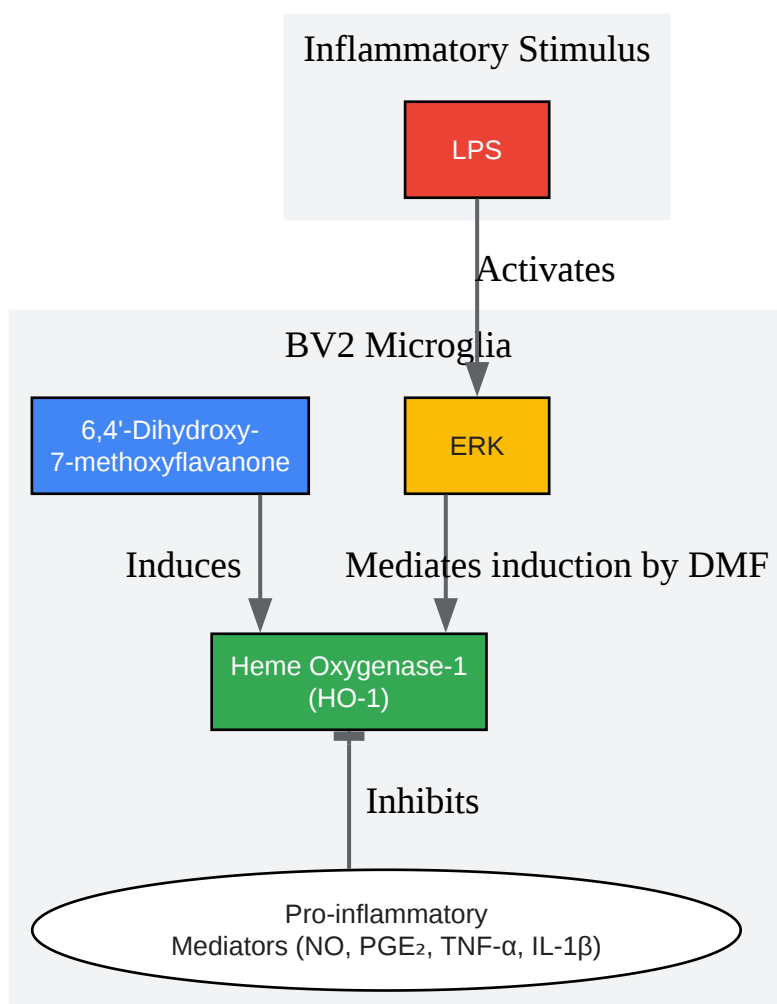 Inflammatory Stimulus
LPS
Activates
BV2 Microglia
6,4'-Dihydroxy-
7-methoxyflavanone
ERK
Induces
Mediates induction by DMF
Heme Oxygenase-1
(HO-1)
Inhibits
Pro-inflammatory
Mediators (NO, PGE₂, TNF-α, IL-1β)